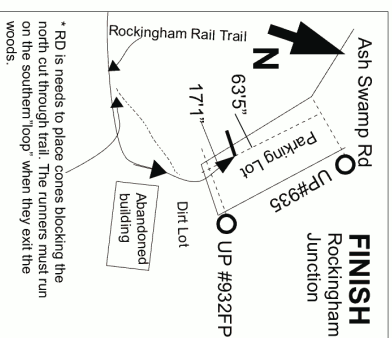 FINISH
Rockingham
Junction
Ash Swamp Rd
Rockingham Rail Trail
N
63'5"
17'1"
Parking Lot
UP#935
UP #932FP
Dirt Lot
Abandoned
building
* RD is needs to place cones blocking the
north cut through trail. The runners must run
on the southern"loop" when they exit the
woods.